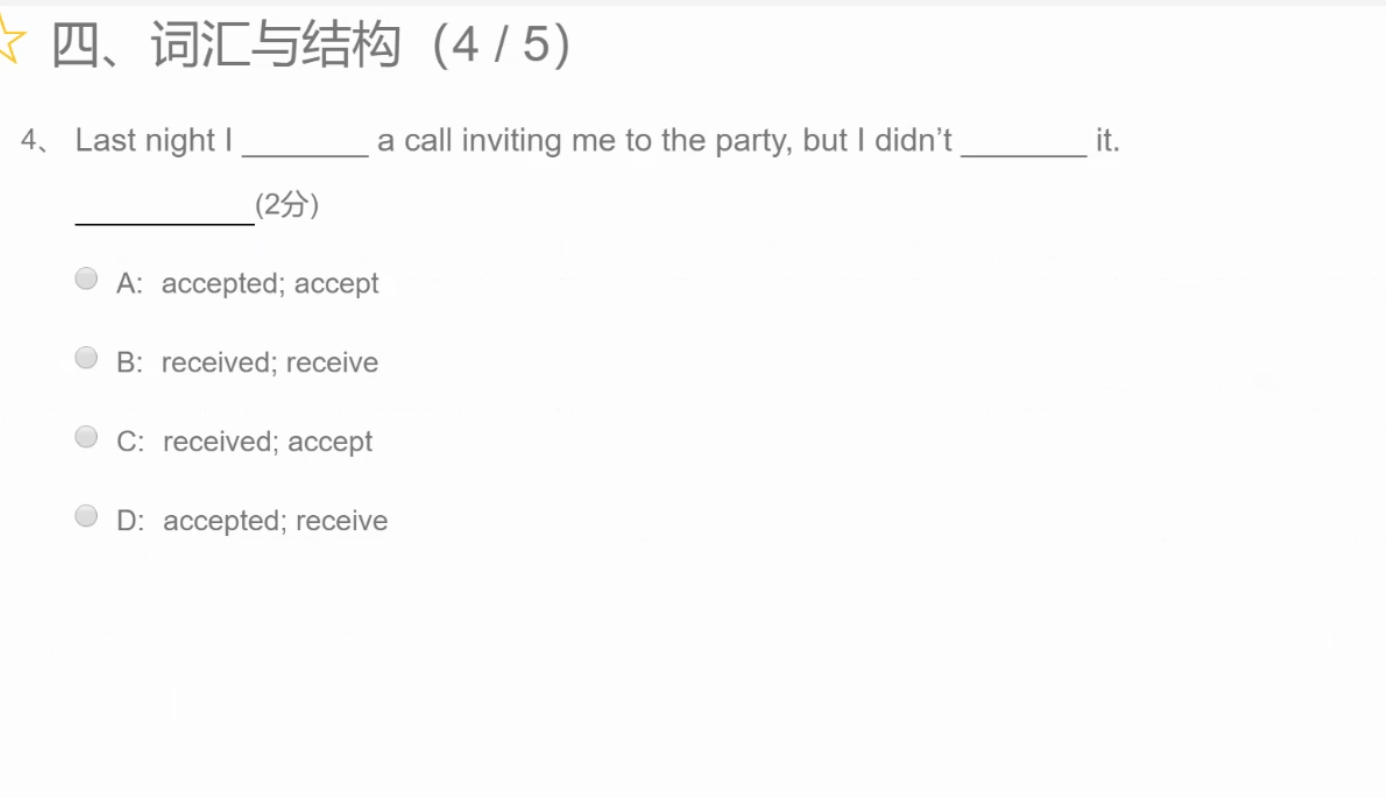 四、词汇与结构（4 / 5）
4、 Last night I ________ a call inviting me to the party, but I didn’t ________ it.
___________(2分)
A: accepted; accept
B: received; receive
C: received; accept
D: accepted; receive